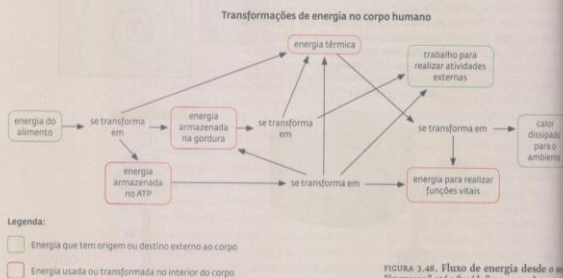 Transformações de energia no corpo humano
energia térmica
trabalho para
realizar atividades
externas
energia do
alimento
se transforma
em
energia
armazenada
na gordura
se transforma
em
se transforma em
calor
dissipado
para o
ambiente
energia
armazenada
no ATP
se transforma em
energia para realizar
funções vitais
Legenda:
Energia que tem origem ou destino externo ao corpo
Energia usada ou transformada no interior do corpo
FIGURA 3.48. Fluxo de energia desde o